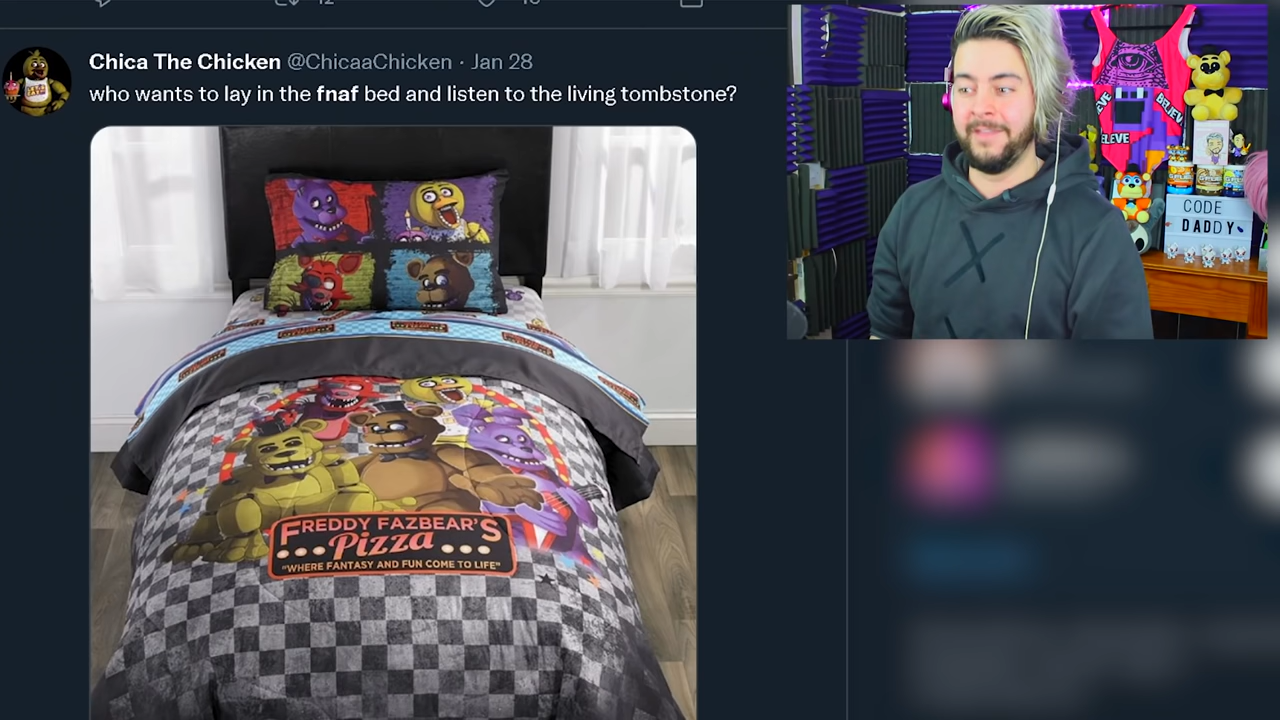 Chica The Chicken @ChicaaChicken · Jan 28
who wants to lay in the fnaf bed and listen to the living tombstone?
FREDDY FAZBEAR'S
Pizza
"WHERE FANTASY AND FUN COME TO LIFE"
BELIEVE
CODE
DADDY